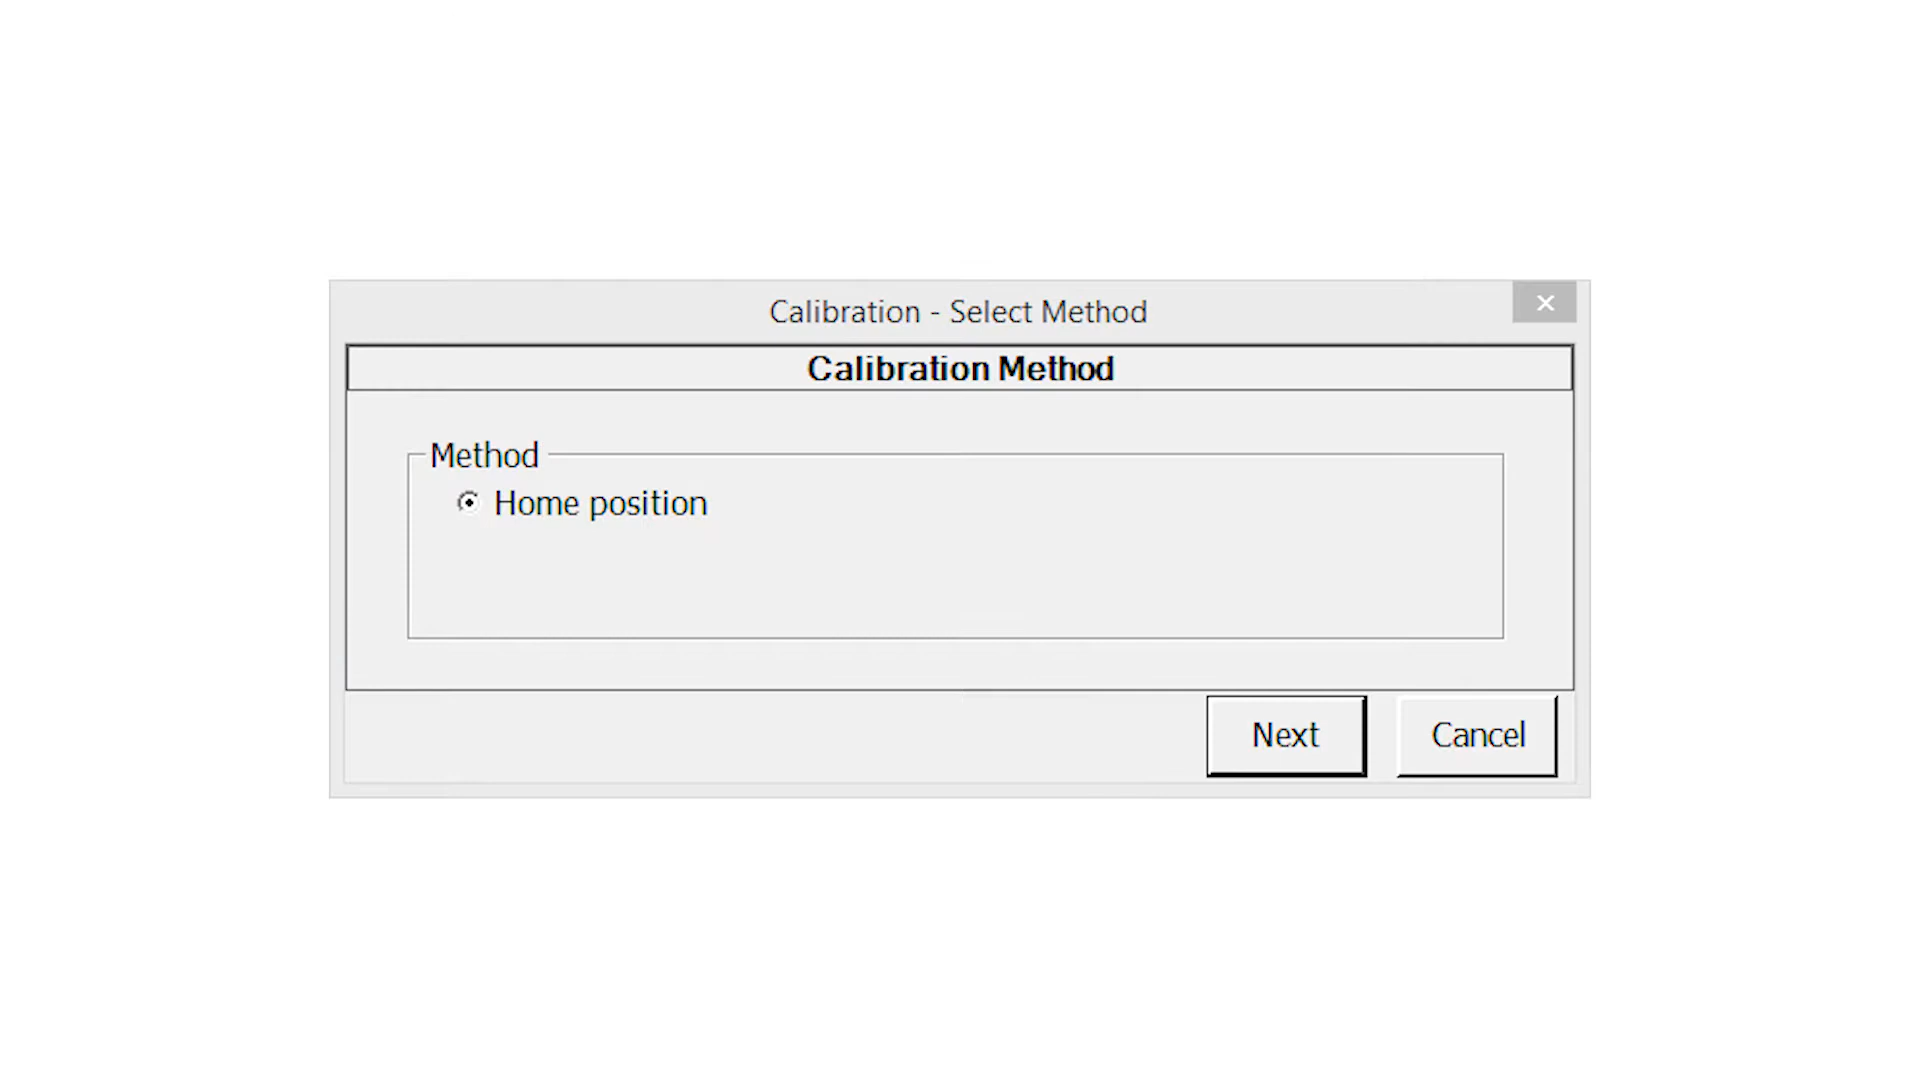 Calibration - Select Method
Calibration Method
Method
Home position
Next
Cancel